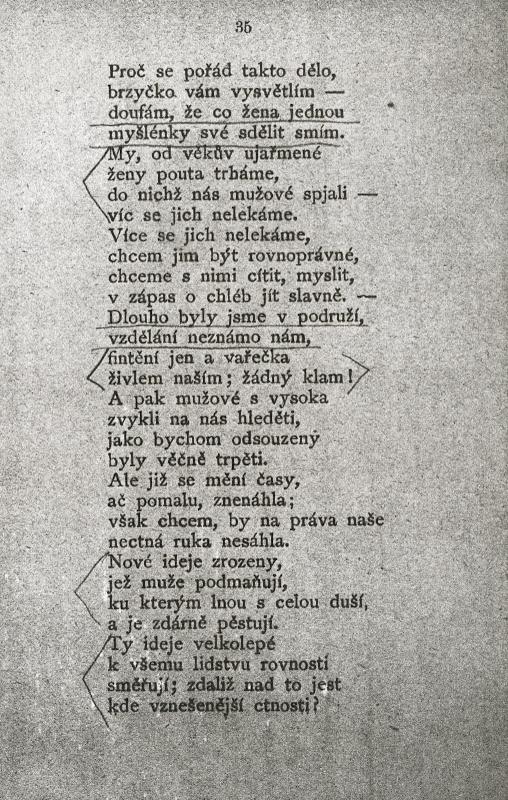 35
Proč se pořád takto dělo,
brzyčko vám vysvětlím —
doufám, že co žena jednou
myšlénky své sdělit smím.
My, od věkův ujařmené
ženy pouta trháme,
do nichž nás mužové spjali —
víc se jich nelekáme.
Více se jich nelekáme,
chcem jim být rovnoprávné,
chceme s nimi cítit, myslit,
v zápas o chléb jít slavně. —
Dlouho byly jsme v podruží,
vzdělání neznámo nám,
fintění jen a vařečka
živlem naším; žádný klam!
A pak mužové s vysoka
zvykli na nás hleděti,
jako bychom odsouzeny
byly věčně trpěti.
Ale již se mění časy,
ač pomalu, znenáhla;
však chcem, by na práva naše
nectná ruka nesáhla.
Nové ideje zrozeny,
jež muže podmaňují,
ku kterým lnou s celou duší,
a je zdárně pěstují.
Ty ideje velkolepé
k všemu lidstvu rovností
směřují; zdaliž nad to jest
kde vznešenější ctnosti?